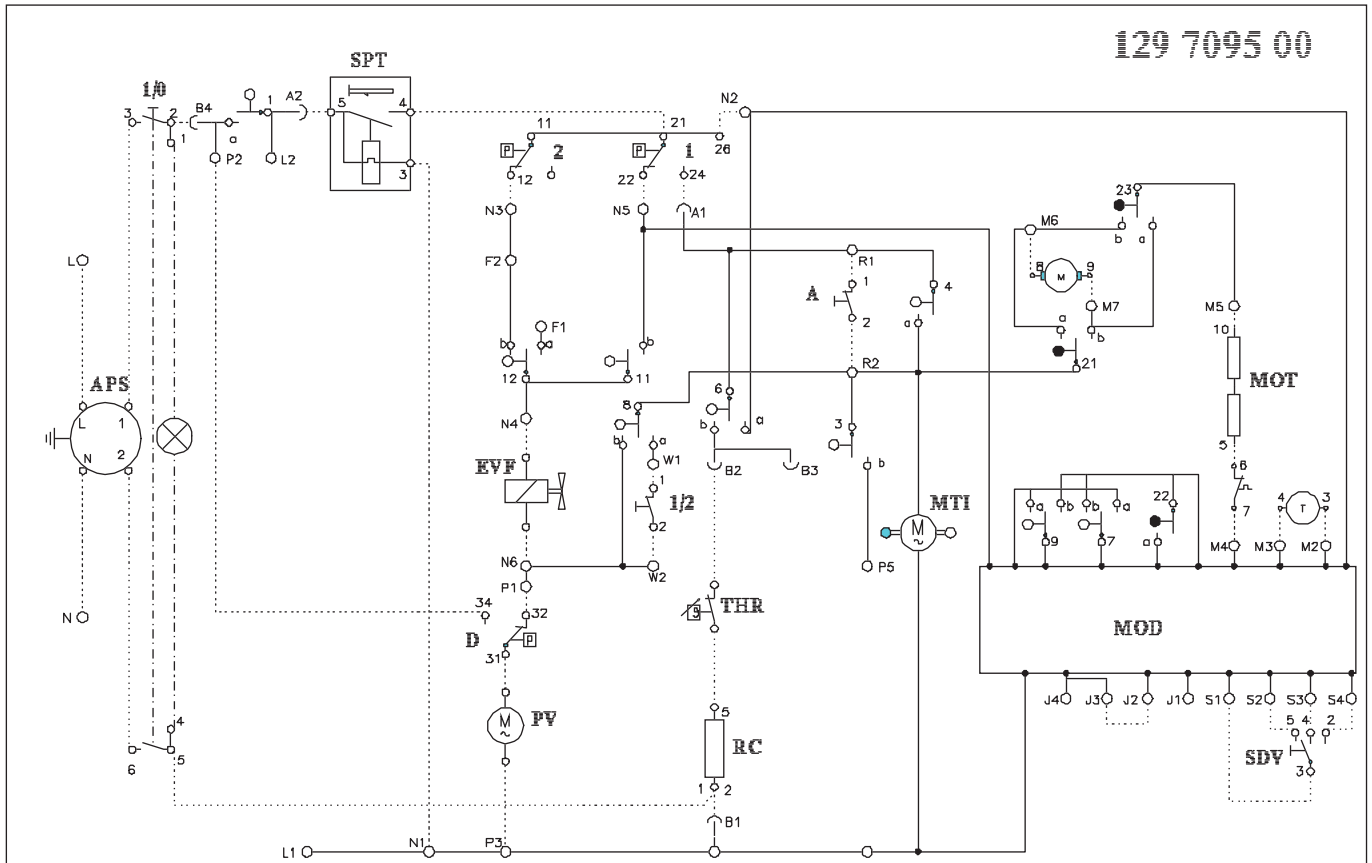 129 7095 00
SPT
1/0
3 2 B4 1 A2 5 4 N2
1 a P2 L2 3
11 21 26
P 2 P 1
12 22 24
N3 N5 A1
23
M6 b a
L F2 R1
8 M 9
A 1 4
M7 M5
2 a a b 10
F1
b a b
12 11 R2 21
APS MOT
L 1 8 6
N4 b a 3
N 2 b a W1 B2 B3 b 5
EVF 1 1/2 MTI 6
M ~
2 a b b a 22 4 T 3
9 7 a 7
M4 M3 M2
N6 W2 P5
P1
34 32 THR
N D P MOD
31
J4 J3 J2 J1 S1 S2 S3 S4
5 5 4 2
M ~ PV RC SDV
4 3
6 5
1 2
B1
L1 N1 P3